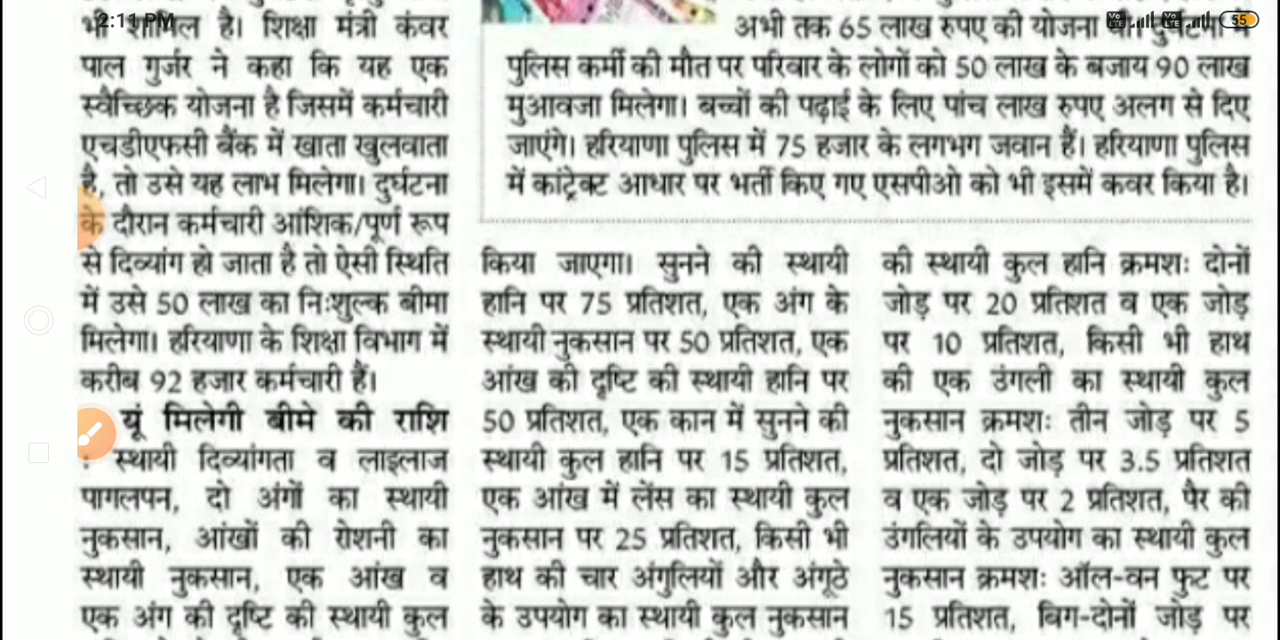 2:11 PM
55
भी शामिल है। शिक्षा मंत्री कंवर
पाल गुर्जर ने कहा कि यह एक
स्वैच्छिक योजना है जिसमें कर्मचारी
एचडीएफसी बैंक में खाता खुलवाता
है, तो उसे यह लाभ मिलेगा। दुर्घटना
के दौरान कर्मचारी आंशिक/पूर्ण रूप
से दिव्यांग हो जाता है तो ऐसी स्थिति
में उसे 50 लाख का नि:शुल्क बीमा
मिलेगा। हरियाणा के शिक्षा विभाग में
करीब 92 हजार कर्मचारी हैं।
यूं मिलेगी बीमे की राशि
: स्थायी दिव्यांगता व लाइलाज
पागलपन, दो अंगों का स्थायी
नुकसान, आंखों की रोशनी का
स्थायी नुकसान, एक आंख व
एक अंग की दृष्टि की स्थायी कुल
अभी तक 65 लाख रुपए की योजना थी। दुर्घटना में
पुलिस कर्मी की मौत पर परिवार के लोगों को 50 लाख के बजाय 90 लाख
मुआवजा मिलेगा। बच्चों की पढ़ाई के लिए पांच लाख रुपए अलग से दिए
जाएंगे। हरियाणा पुलिस में 75 हजार के लगभग जवान हैं। हरियाणा पुलिस
में कांट्रेक्ट आधार पर भर्ती किए गए एसपीओ को भी इसमें कवर किया है।
किया जाएगा। सुनने की स्थायी
हानि पर 75 प्रतिशत, एक अंग के
स्थायी नुकसान पर 50 प्रतिशत, एक
आंख की दृष्टि की स्थायी हानि पर
50 प्रतिशत, एक कान में सुनने की
स्थायी कुल हानि पर 15 प्रतिशत,
एक आंख में लेंस का स्थायी कुल
नुकसान पर 25 प्रतिशत, किसी भी
हाथ की चार अंगुलियों और अंगूठे
के उपयोग का स्थायी कुल नुकसान
की स्थायी कुल हानि क्रमशः दोनों
जोड़ पर 20 प्रतिशत व एक जोड़
पर 10 प्रतिशत, किसी भी हाथ
की एक उंगली का स्थायी कुल
नुकसान क्रमशः तीन जोड़ पर 5
प्रतिशत, दो जोड़ पर 3.5 प्रतिशत
व एक जोड़ पर 2 प्रतिशत, पैर की
उंगलियों के उपयोग का स्थायी कुल
नुकसान क्रमशः ऑल-वन फुट पर
15 प्रतिशत, बिग-दोनों जोड़ पर